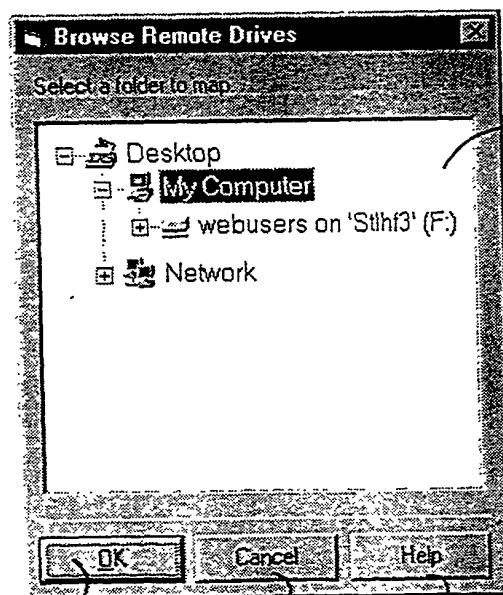 Browse Remote Drives
Select a folder to map:
Desktop
My Computer
webusers on 'Stlhf3' (F:)
Network
OK
Cancel
Help